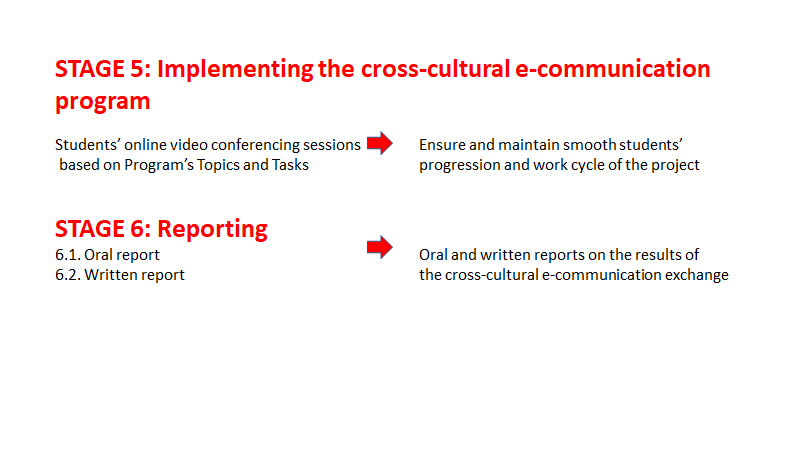 STAGE 5: Implementing the cross-cultural e-communication
program
Students’ online video conferencing sessions
based on Program’s Topics and Tasks
Ensure and maintain smooth students’
progression and work cycle of the project
STAGE 6: Reporting
6.1. Oral report
6.2. Written report
Oral and written reports on the results of
the cross-cultural e-communication exchange